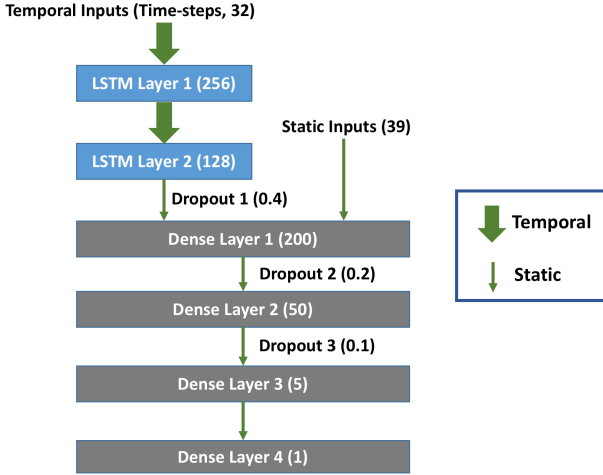 Temporal Inputs (Time-steps, 32)
LSTM Layer 1 (256)
Static Inputs (39)
LSTM Layer 2 (128)
Dropout 1 (0.4)
Dense Layer 1 (200)
Dropout 2 (0.2)
Dense Layer 2 (50)
Dropout 3 (0.1)
Dense Layer 3 (5)
Dense Layer 4 (1)
Temporal
Static